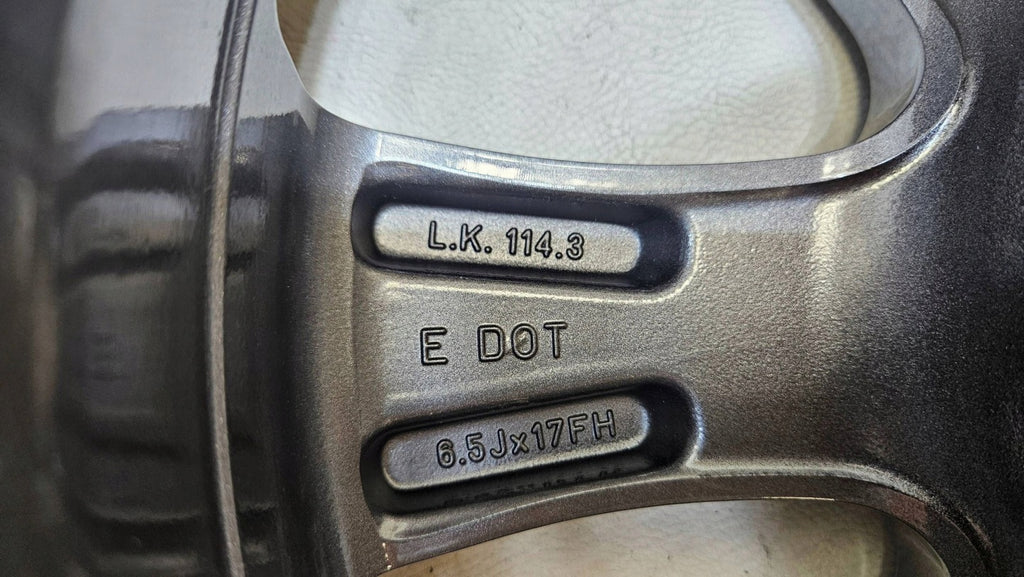 L.K. 114.3
E DOT
6.5Jx17FH